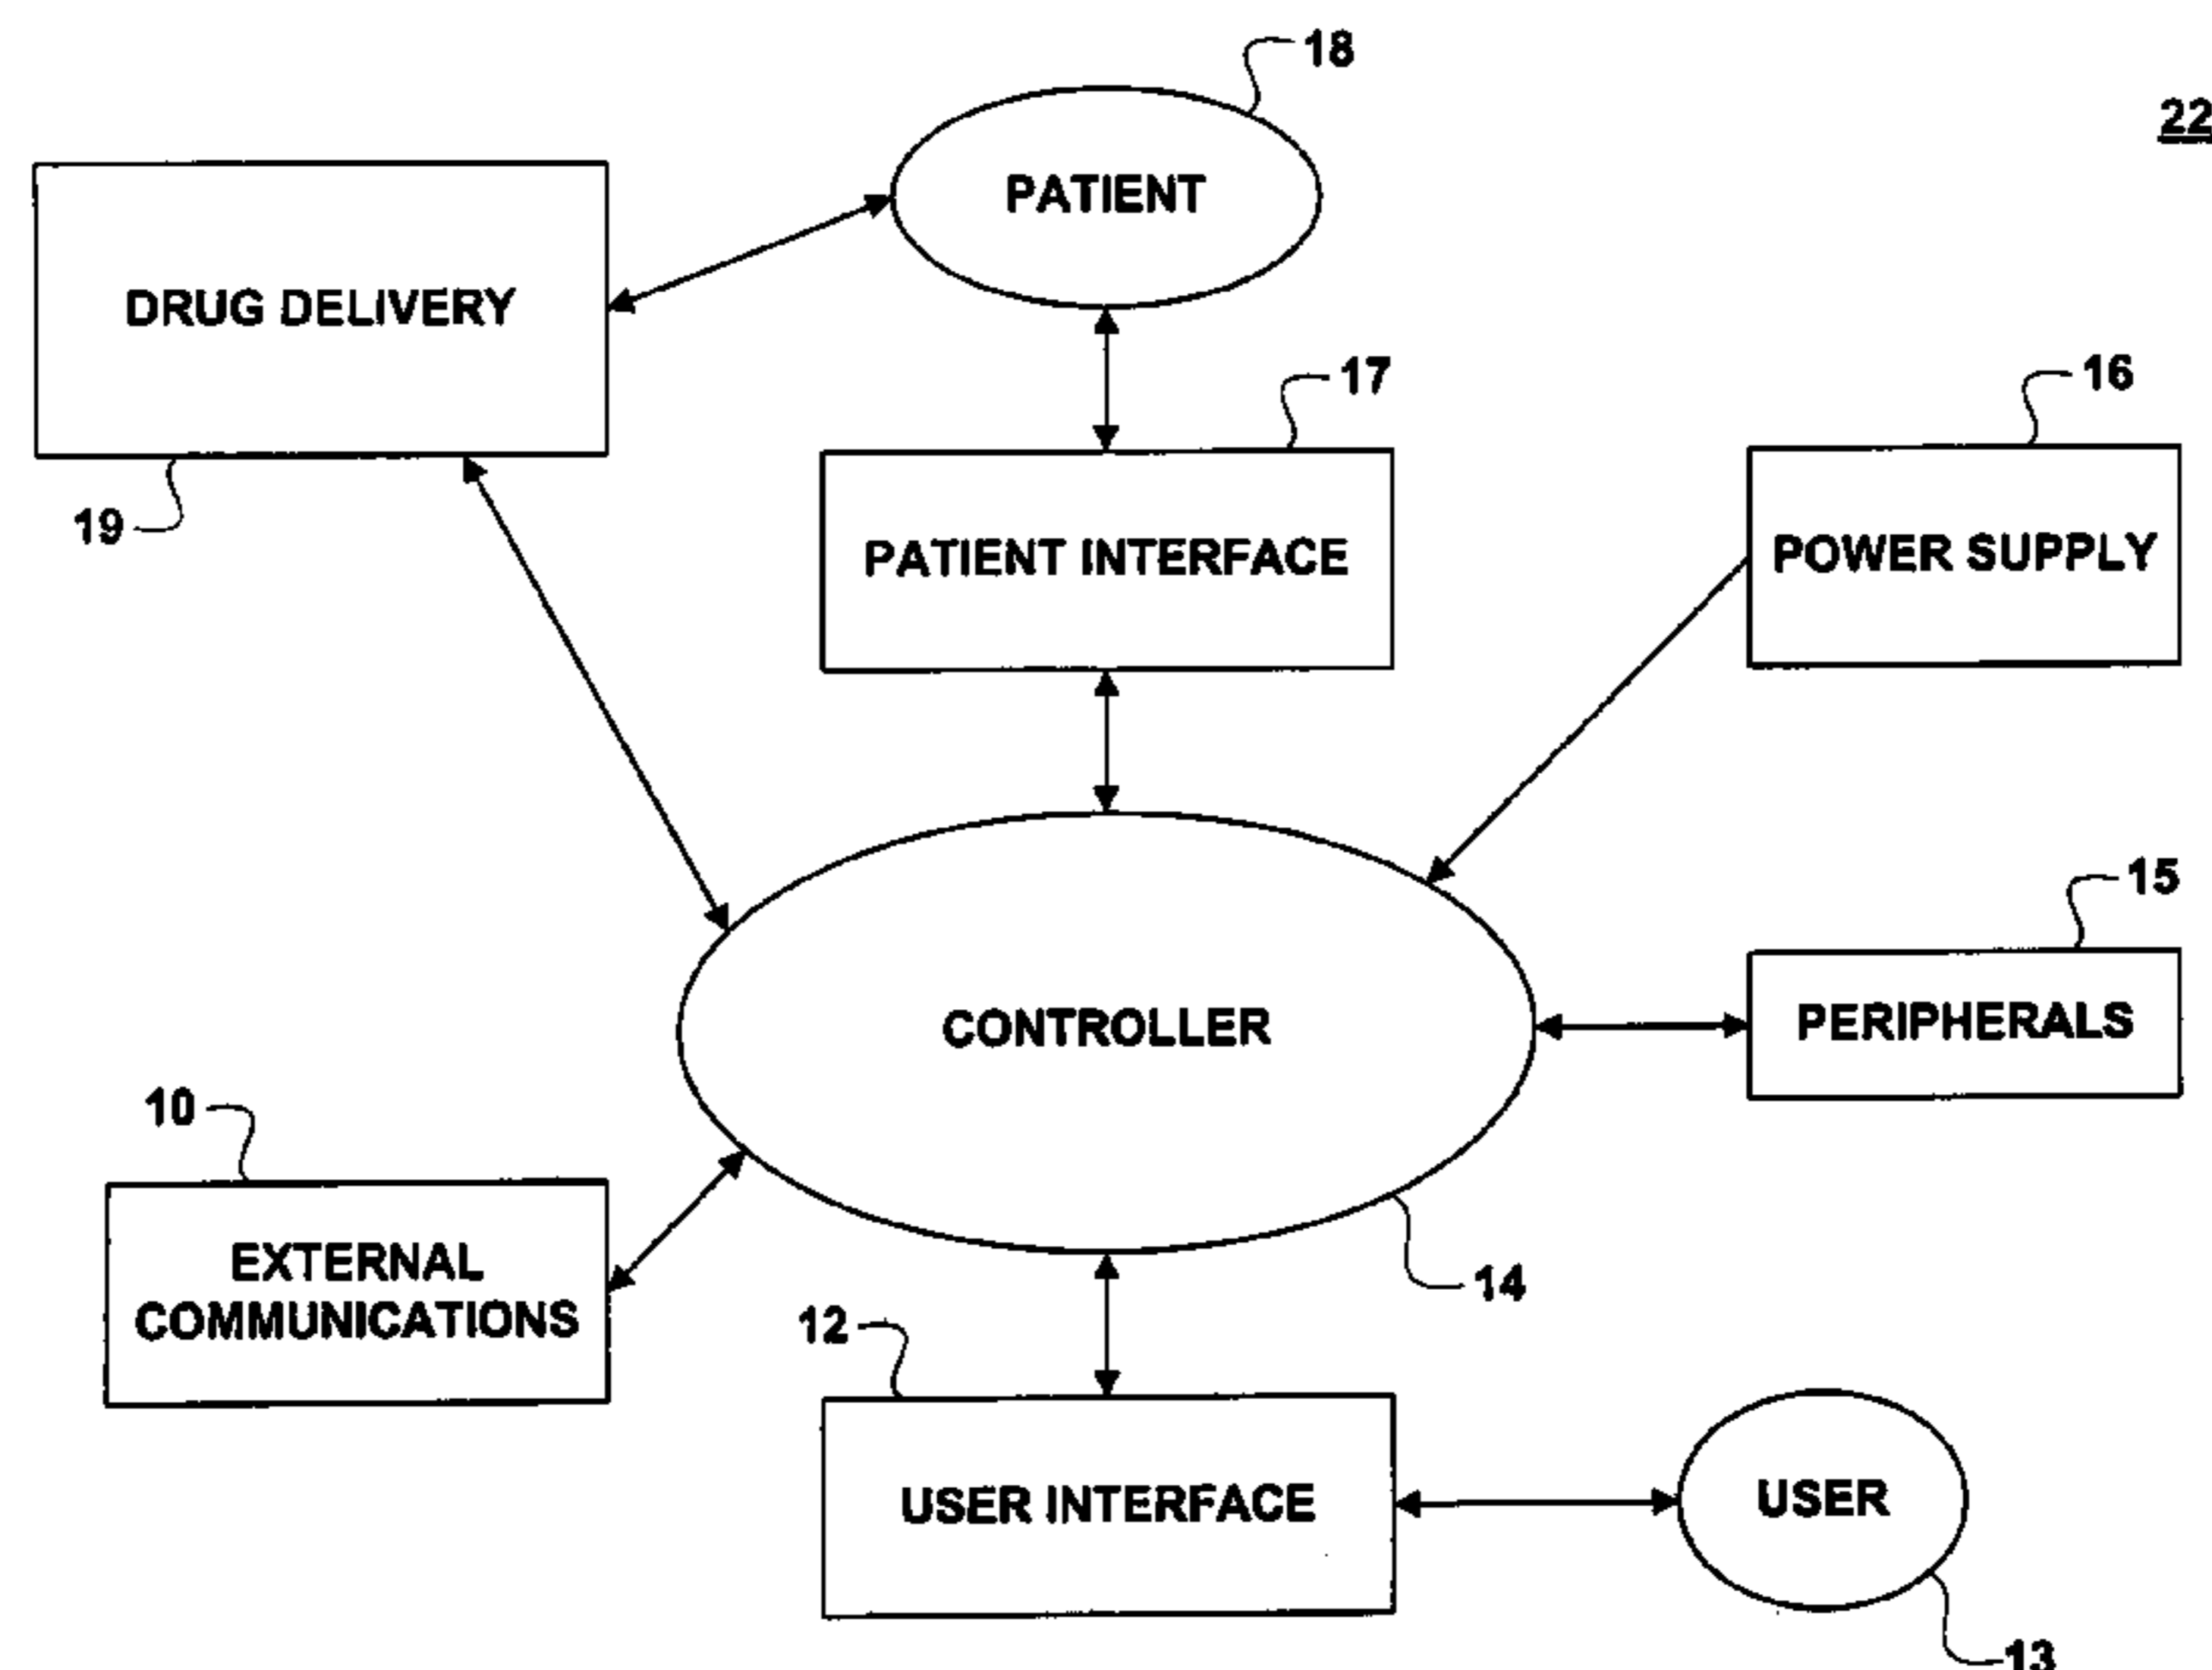 18
22
PATIENT
DRUG DELIVERY
17
16
19
PATIENT INTERFACE
POWER SUPPLY
15
CONTROLLER
PERIPHERALS
10
EXTERNAL
COMMUNICATIONS
14
12
USER INTERFACE
USER
13